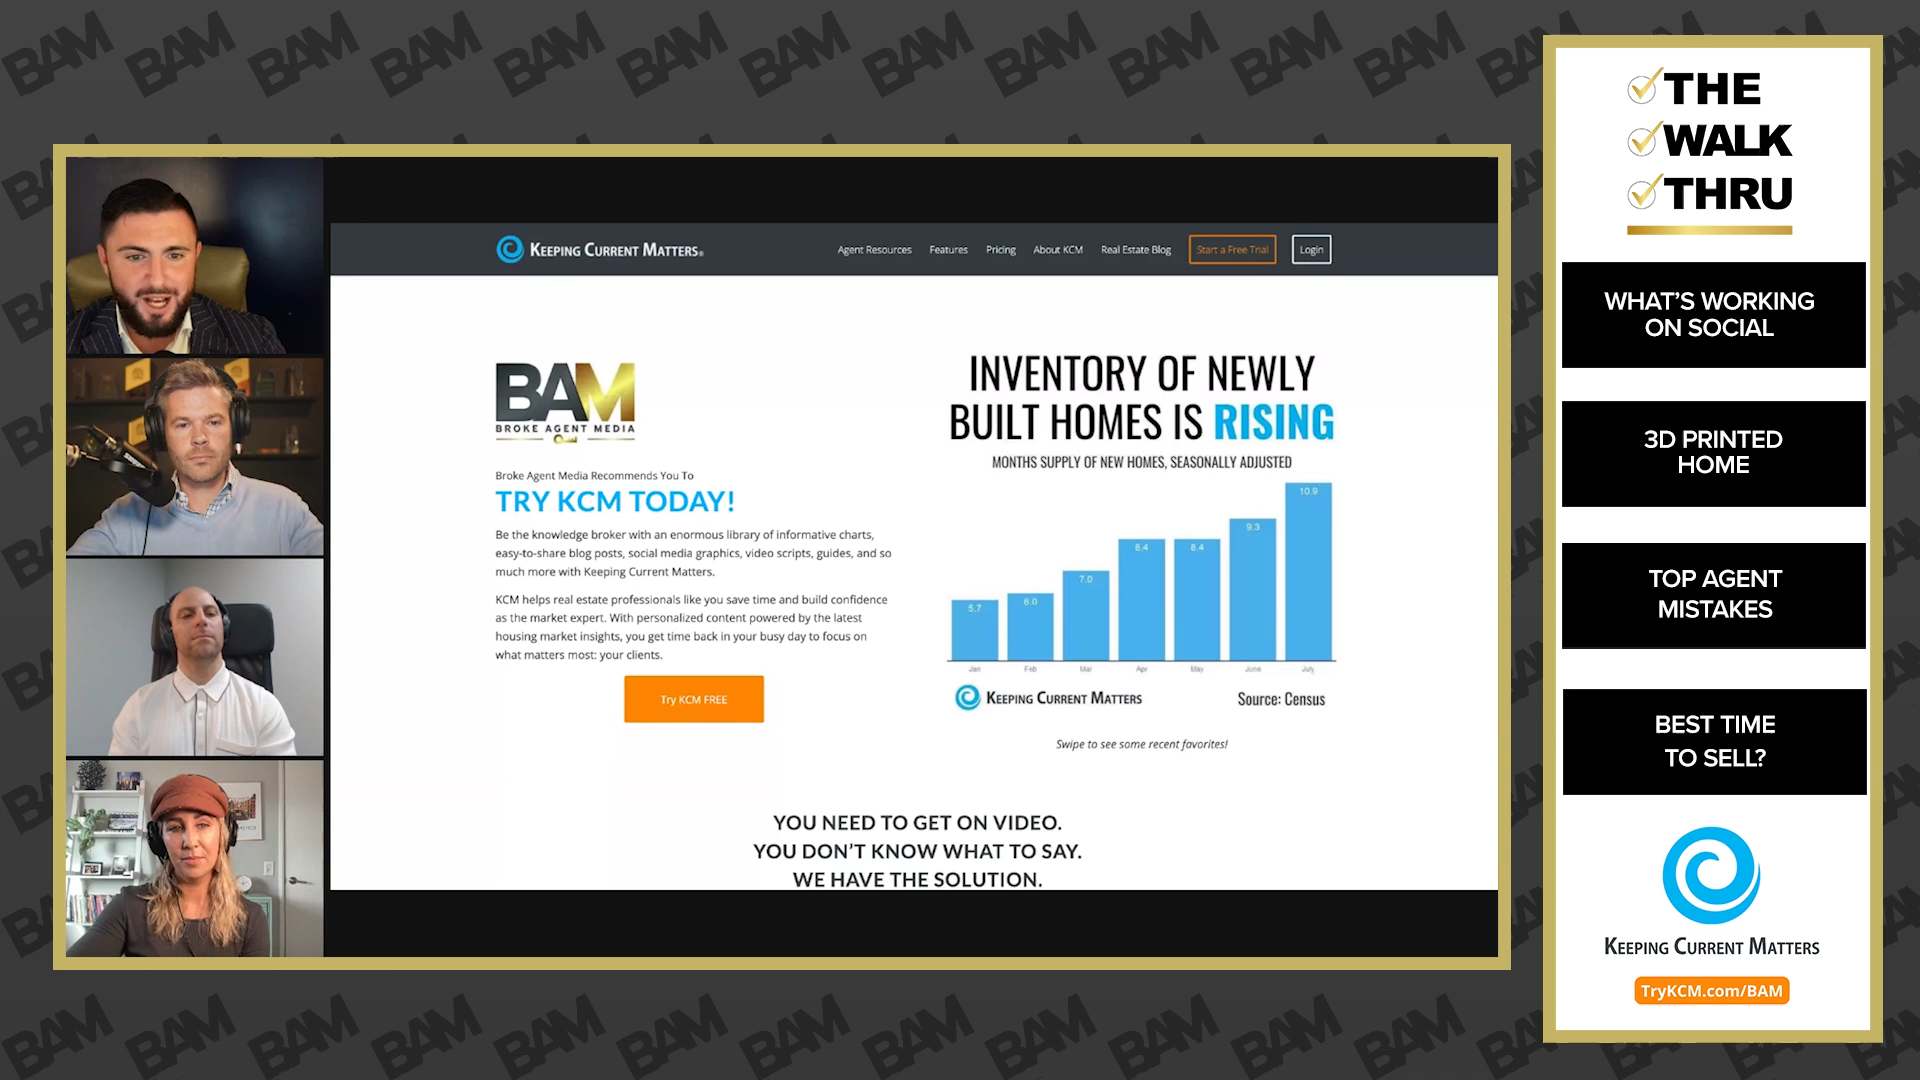 KEEPING CURRENT MATTERS
Agent Resources
Features
Pricing
About KCM
Real Estate Blog
Start a Free Trial
Login
BAM
BROKE AGENT MEDIA
Broke Agent Media Recommends You To
TRY KCM TODAY!
Be the knowledge broker with an enormous library of informative charts,
easy-to-share blog posts, social media graphics, video scripts, guides, and so
much more with Keeping Current Matters.
KCM helps real estate professionals like you save time and build confidence
as the market expert. With personalized content powered by the latest
housing market insights, you get time back in your busy day to focus on
what matters most: your clients.
Try KCM FREE
INVENTORY OF NEWLY
BUILT HOMES IS RISING
MONTHS SUPPLY OF NEW HOMES, SEASONALLY ADJUSTED
5.7
6.0
7.0
8.4
8.4
9.3
10.9
Jan
Feb
Mar
Apr
May
June
July
KEEPING CURRENT MATTERS
Source: Census
Swipe to see some recent favorites!
YOU NEED TO GET ON VIDEO.
YOU DON'T KNOW WHAT TO SAY.
WE HAVE THE SOLUTION.
THE
WALK
THRU
WHAT'S WORKING
ON SOCIAL
3D PRINTED
HOME
TOP AGENT
MISTAKES
BEST TIME
TO SELL?
KEEPING CURRENT MATTERS
TryKCM.com/BAM